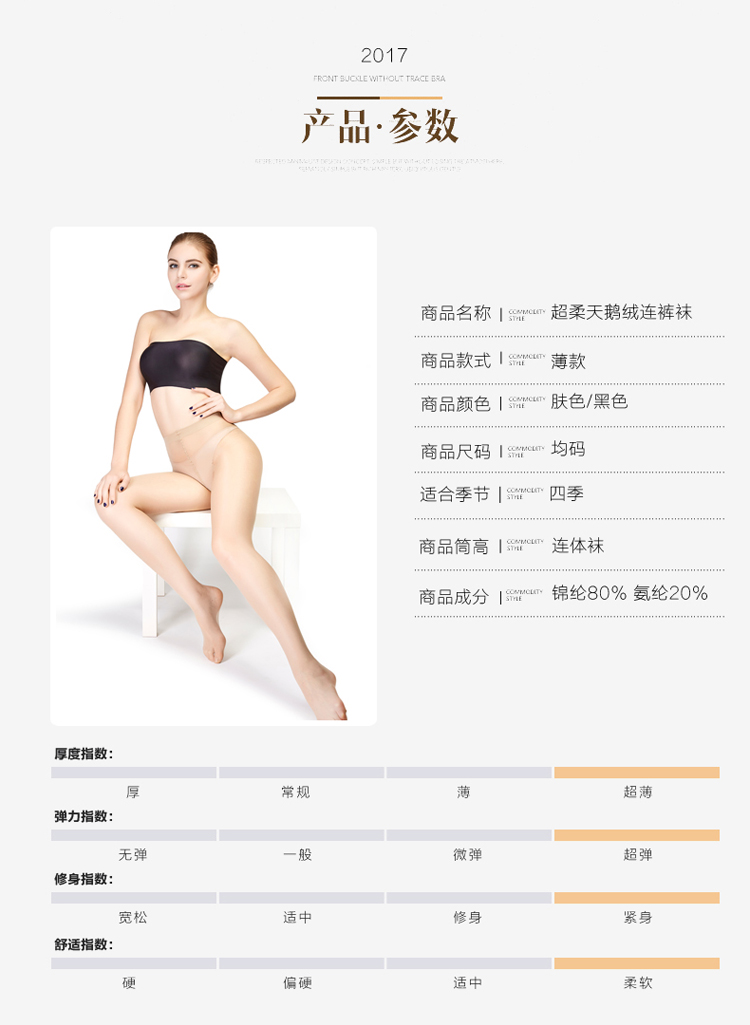 2017
FRONT BUCKLE WITHOUT TRACE BRA
产品·参数
商品名称 | COMMODITY STYLE 超柔天鹅绒连裤袜
商品款式 | COMMODITY STYLE 薄款
商品颜色 | COMMODITY STYLE 肤色/黑色
商品尺码 | COMMODITY STYLE 均码
适合季节 | COMMODITY STYLE 四季
商品筒高 | COMMODITY STYLE 连体袜
商品成分 | COMMODITY STYLE 锦纶80% 氨纶20%
厚度指数：
厚 常规 薄 超薄
弹力指数：
无弹 一般 微弹 超弹
修身指数：
宽松 适中 修身 紧身
舒适指数：
硬 偏硬 适中 柔软